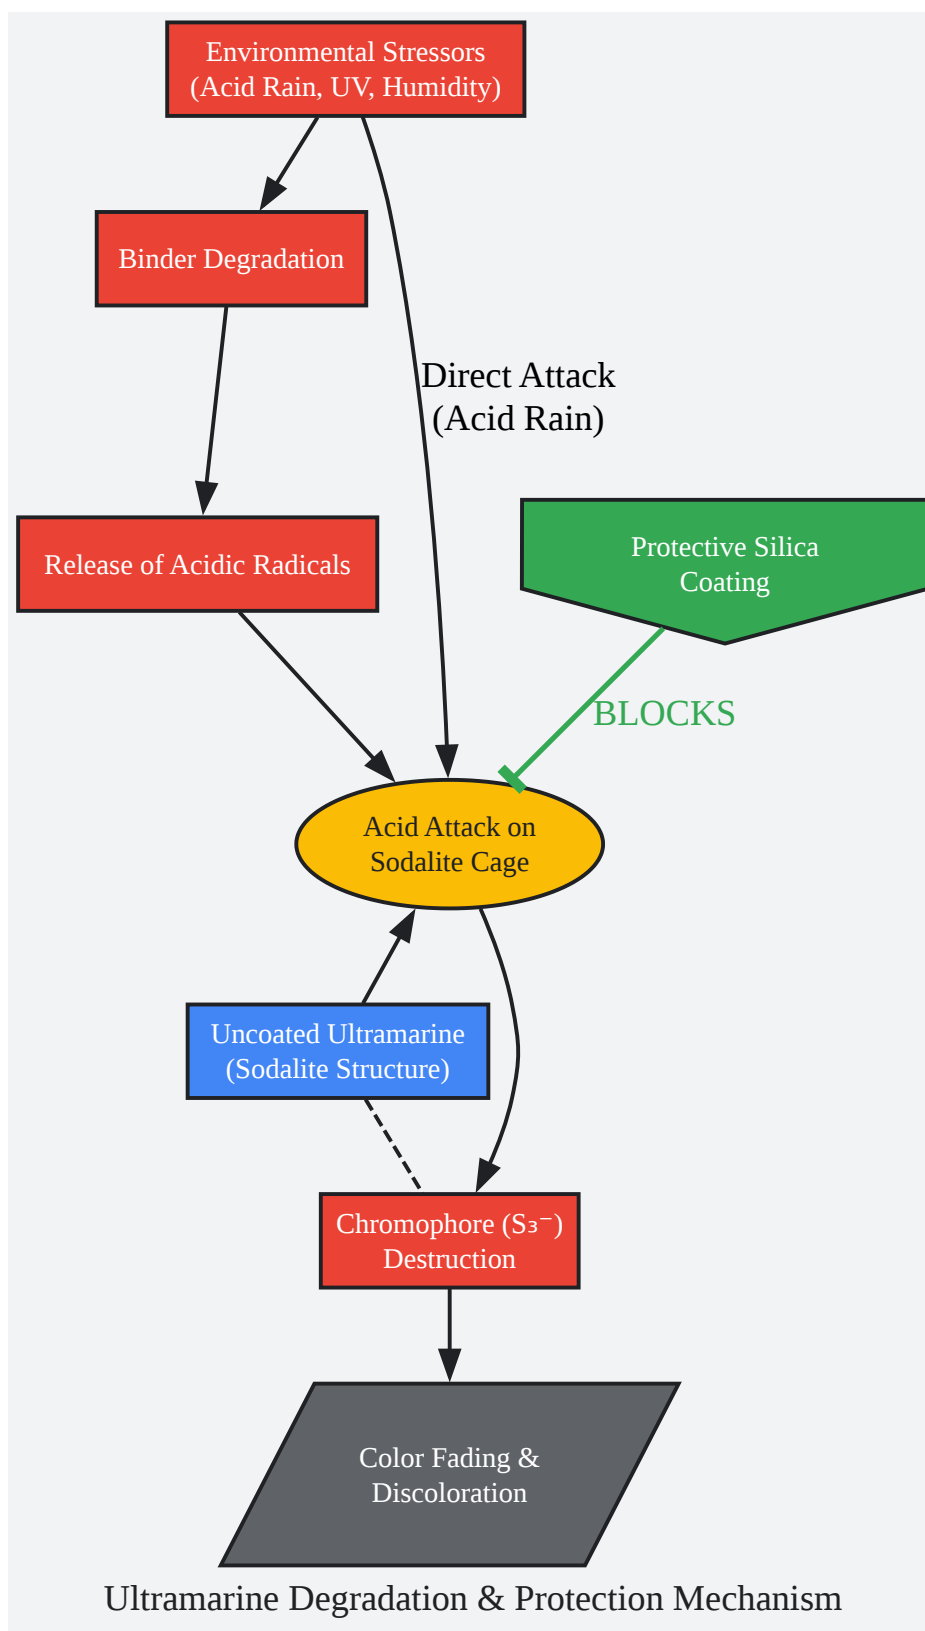 Environmental Stressors
(Acid Rain, UV, Humidity)
Binder Degradation
Direct Attack
(Acid Rain)
Release of Acidic Radicals
Protective Silica
Coating
BLOCKS
Acid Attack on
Sodalite Cage
Uncoated Ultramarine
(Sodalite Structure)
Chromophore (S₃⁻)
Destruction
Color Fading &
Discoloration
Ultramarine Degradation & Protection Mechanism